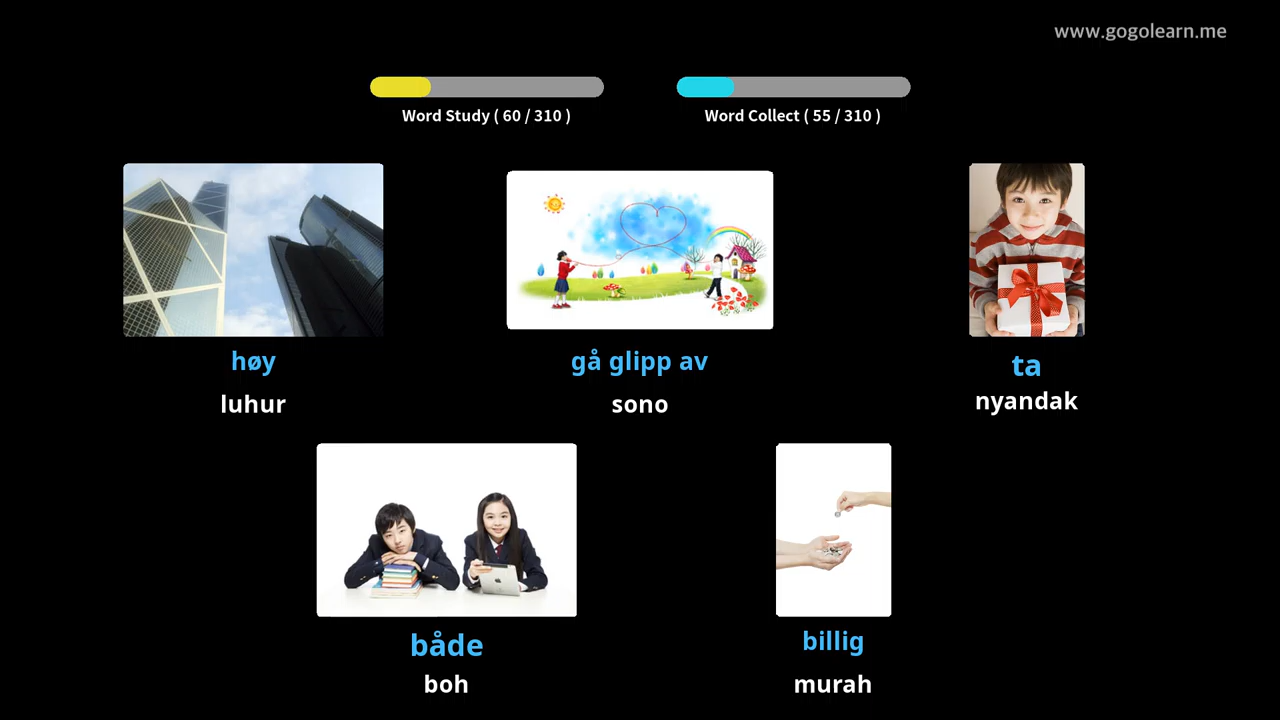 www.gogolearn.me
Word Study ( 60 / 310 )
Word Collect ( 55 / 310 )
høy
luhur
gå glipp av
sono
ta
nyandak
både
boh
billig
murah